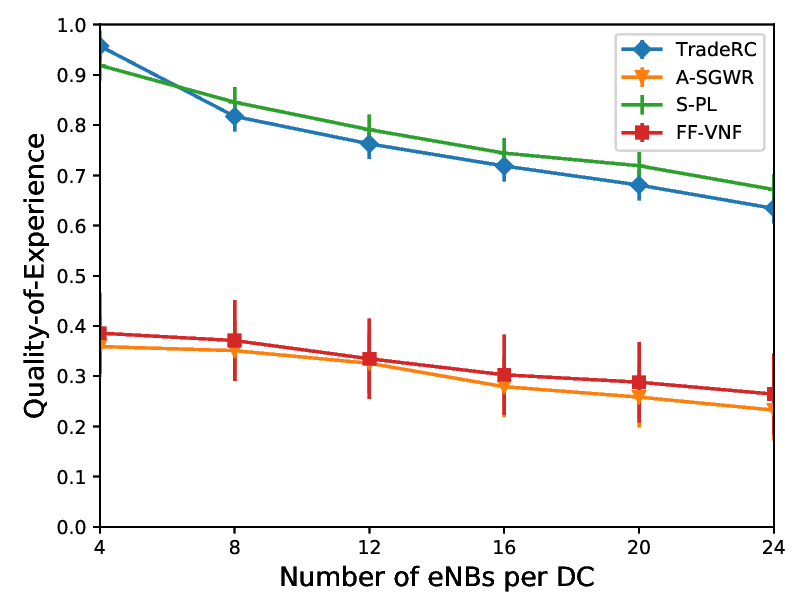 1.0
0.9
0.8
0.7
0.6
0.5
0.4
0.3
0.2
0.1
0.0
Quality-of-Experience
TradeRC
A-SGWR
S-PL
FF-VNF
4 8 12 16 20 24
Number of eNBs per DC